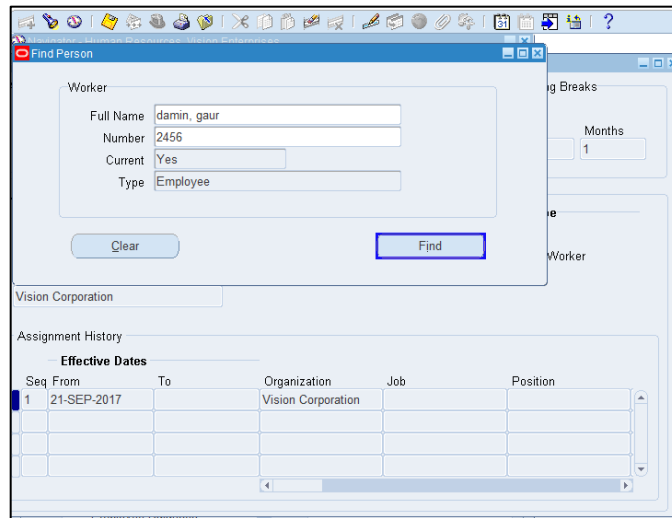 Navigator - Human Resources, Vision Enterprises
Find Person
Worker
Full Name damin, gaur
Number 2456
Current Yes
Type Employee
Clear Find
g Breaks
Months
1
e
Worker
Vision Corporation
Assignment History
Effective Dates
Seq From To Organization Job Position
1 21-SEP-2017 Vision Corporation